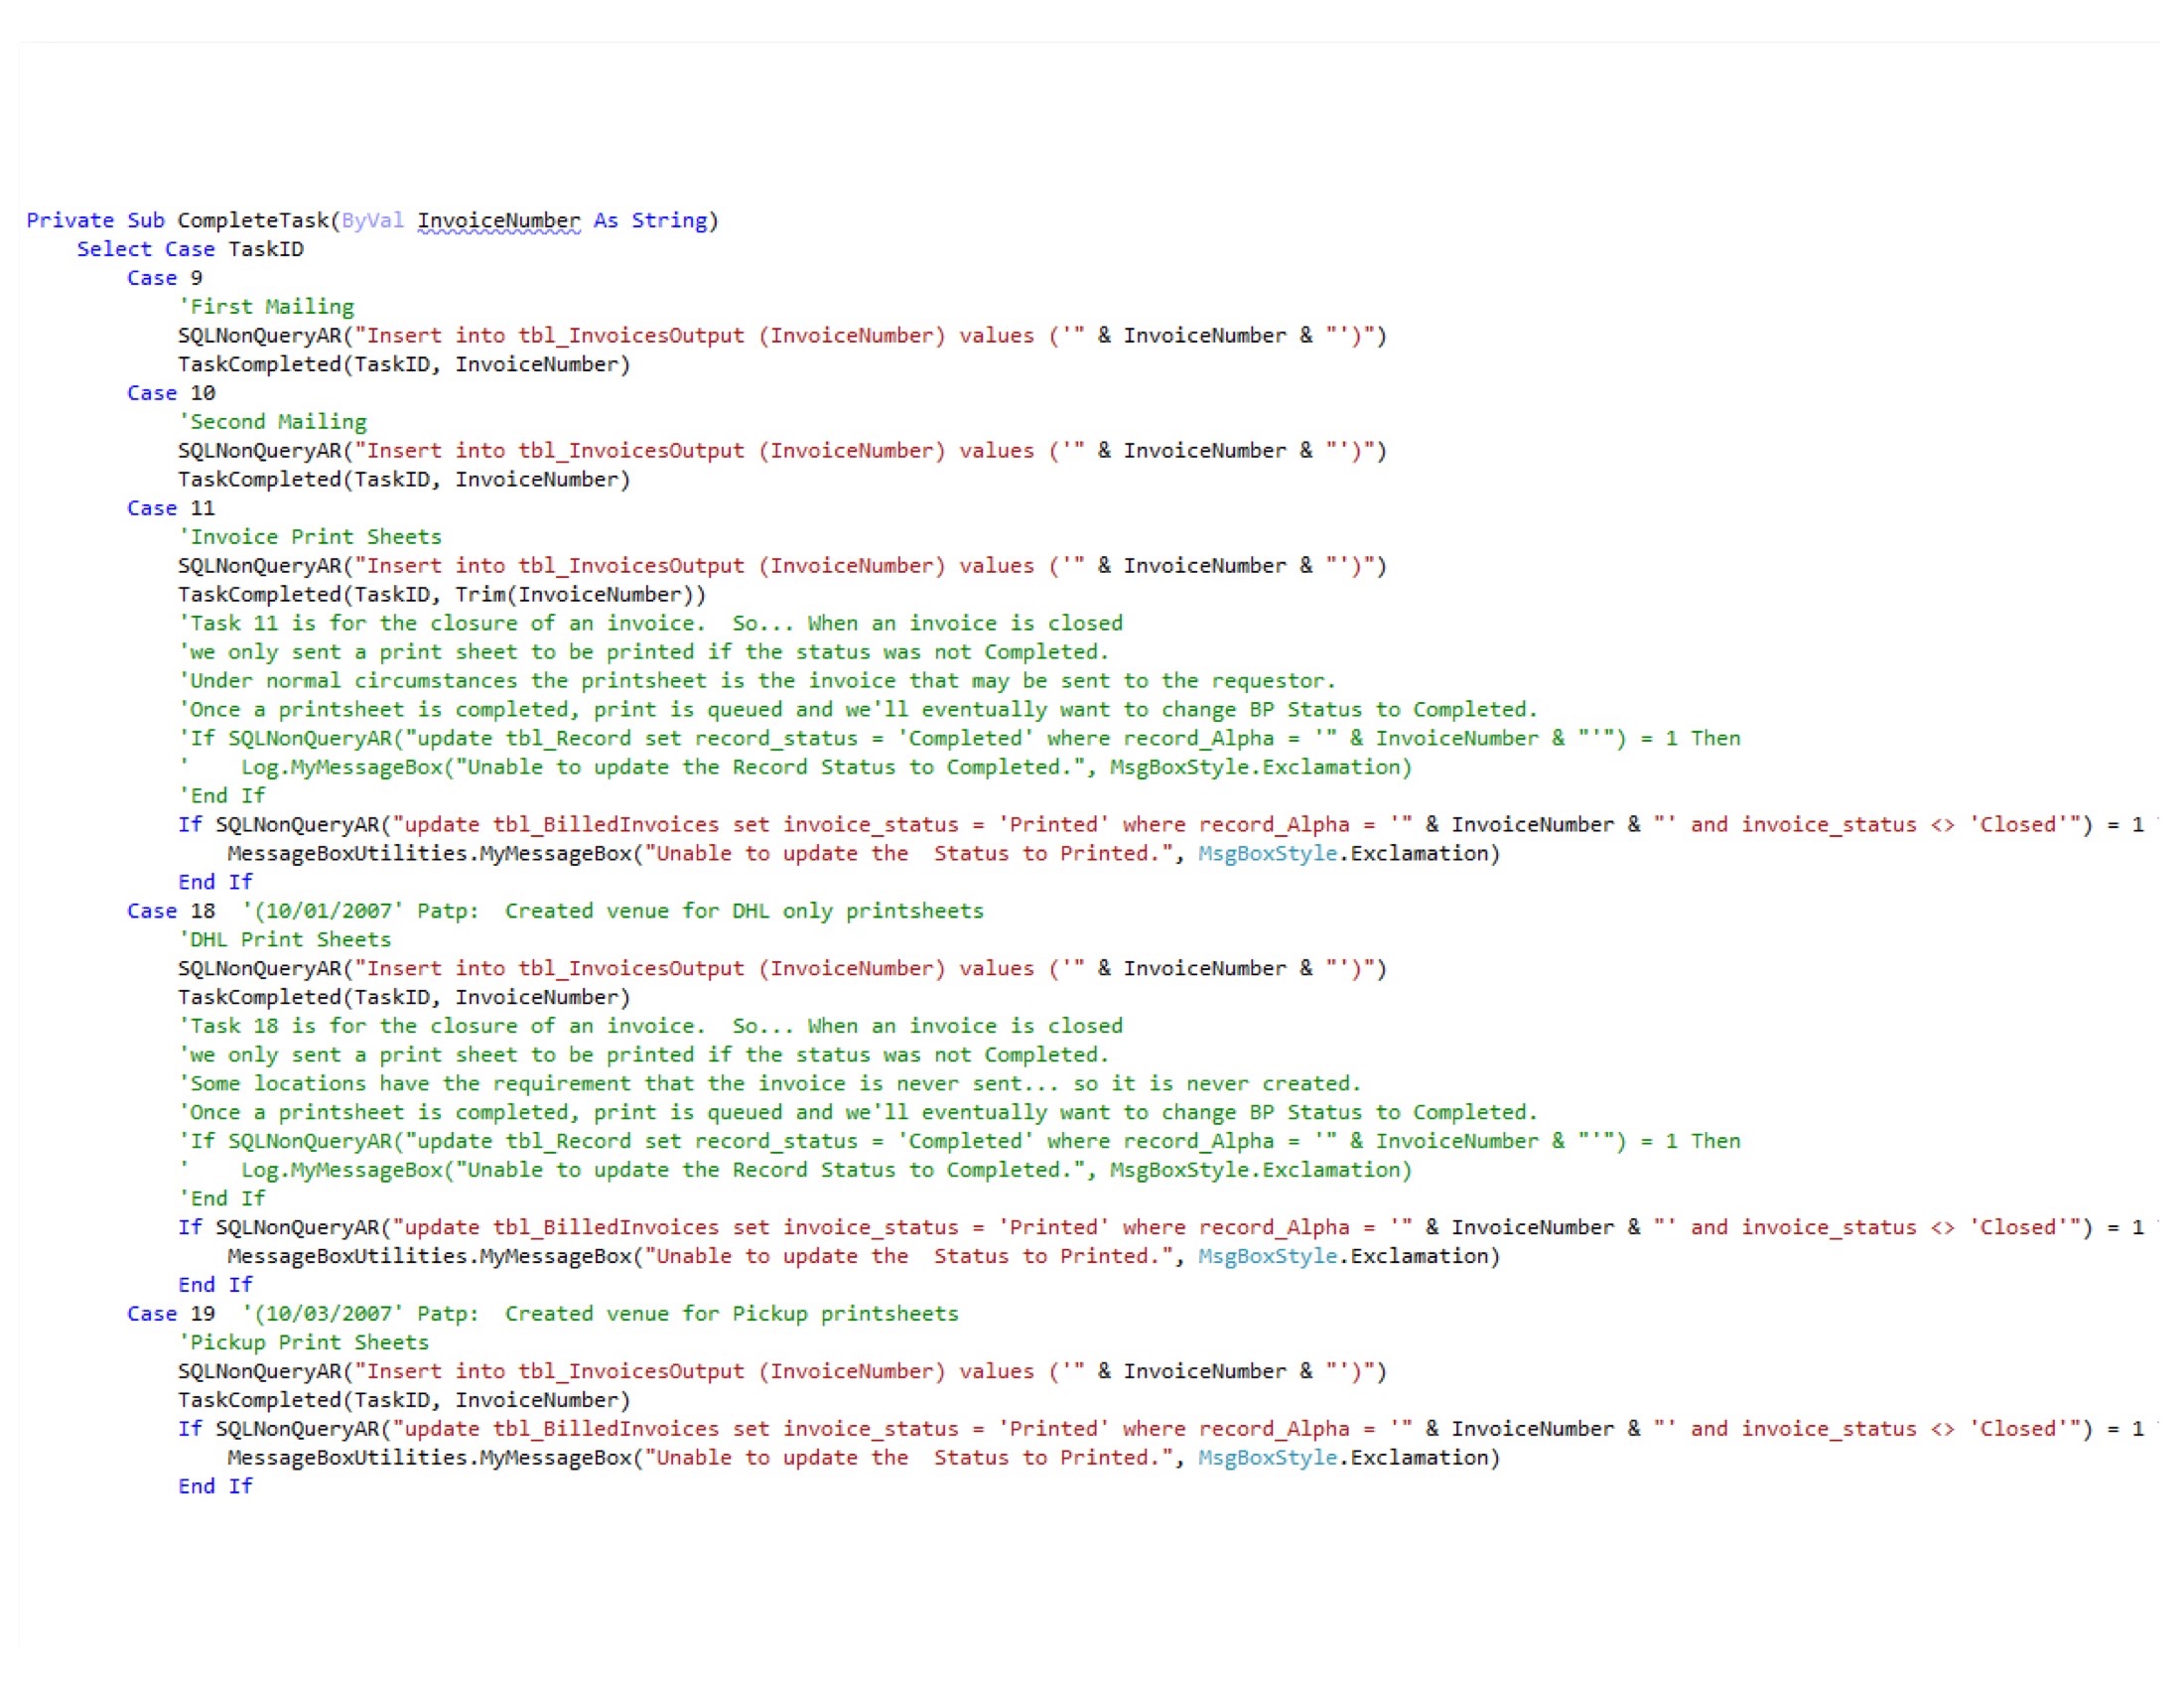 Private Sub CompleteTask(ByVal InvoiceNumber As String)
    Select Case TaskID
        Case 9
            'First Mailing
            SQLNonQueryAR("Insert into tbl_InvoicesOutput (InvoiceNumber) values ('" & InvoiceNumber & "')")
            TaskCompleted(TaskID, InvoiceNumber)
        Case 10
            'Second Mailing
            SQLNonQueryAR("Insert into tbl_InvoicesOutput (InvoiceNumber) values ('" & InvoiceNumber & "')")
            TaskCompleted(TaskID, InvoiceNumber)
        Case 11
            'Invoice Print Sheets
            SQLNonQueryAR("Insert into tbl_InvoicesOutput (InvoiceNumber) values ('" & InvoiceNumber & "')")
            TaskCompleted(TaskID, Trim(InvoiceNumber))
            'Task 11 is for the closure of an invoice.  So... When an invoice is closed
            'we only sent a print sheet to be printed if the status was not Completed.
            'Under normal circumstances the printsheet is the invoice that may be sent to the requestor.
            'Once a printsheet is completed, print is queued and we'll eventually want to change BP Status to Completed.
            'If SQLNonQueryAR("update tbl_Record set record_status = 'Completed' where record_Alpha = '" & InvoiceNumber & "'") = 1 Then
            '    Log.MyMessageBox("Unable to update the Record Status to Completed.", MsgBoxStyle.Exclamation)
            'End If
            If SQLNonQueryAR("update tbl_BilledInvoices set invoice_status = 'Printed' where record_Alpha = '" & InvoiceNumber & "' and invoice_status <> 'Closed'") = 1
                MessageBoxUtilities.MyMessageBox("Unable to update the  Status to Printed.", MsgBoxStyle.Exclamation)
            End If
        Case 18  '(10/01/2007' Patp:  Created venue for DHL only printsheets
            'DHL Print Sheets
            SQLNonQueryAR("Insert into tbl_InvoicesOutput (InvoiceNumber) values ('" & InvoiceNumber & "')")
            TaskCompleted(TaskID, InvoiceNumber)
            'Task 18 is for the closure of an invoice.  So... When an invoice is closed
            'we only sent a print sheet to be printed if the status was not Completed.
            'Some locations have the requirement that the invoice is never sent... so it is never created.
            'Once a printsheet is completed, print is queued and we'll eventually want to change BP Status to Completed.
            'If SQLNonQueryAR("update tbl_Record set record_status = 'Completed' where record_Alpha = '" & InvoiceNumber & "'") = 1 Then
            '    Log.MyMessageBox("Unable to update the Record Status to Completed.", MsgBoxStyle.Exclamation)
            'End If
            If SQLNonQueryAR("update tbl_BilledInvoices set invoice_status = 'Printed' where record_Alpha = '" & InvoiceNumber & "' and invoice_status <> 'Closed'") = 1
                MessageBoxUtilities.MyMessageBox("Unable to update the  Status to Printed.", MsgBoxStyle.Exclamation)
            End If
        Case 19  '(10/03/2007' Patp:  Created venue for Pickup printsheets
            'Pickup Print Sheets
            SQLNonQueryAR("Insert into tbl_InvoicesOutput (InvoiceNumber) values ('" & InvoiceNumber & "')")
            TaskCompleted(TaskID, InvoiceNumber)
            If SQLNonQueryAR("update tbl_BilledInvoices set invoice_status = 'Printed' where record_Alpha = '" & InvoiceNumber & "' and invoice_status <> 'Closed'") = 1
                MessageBoxUtilities.MyMessageBox("Unable to update the  Status to Printed.", MsgBoxStyle.Exclamation)
            End If